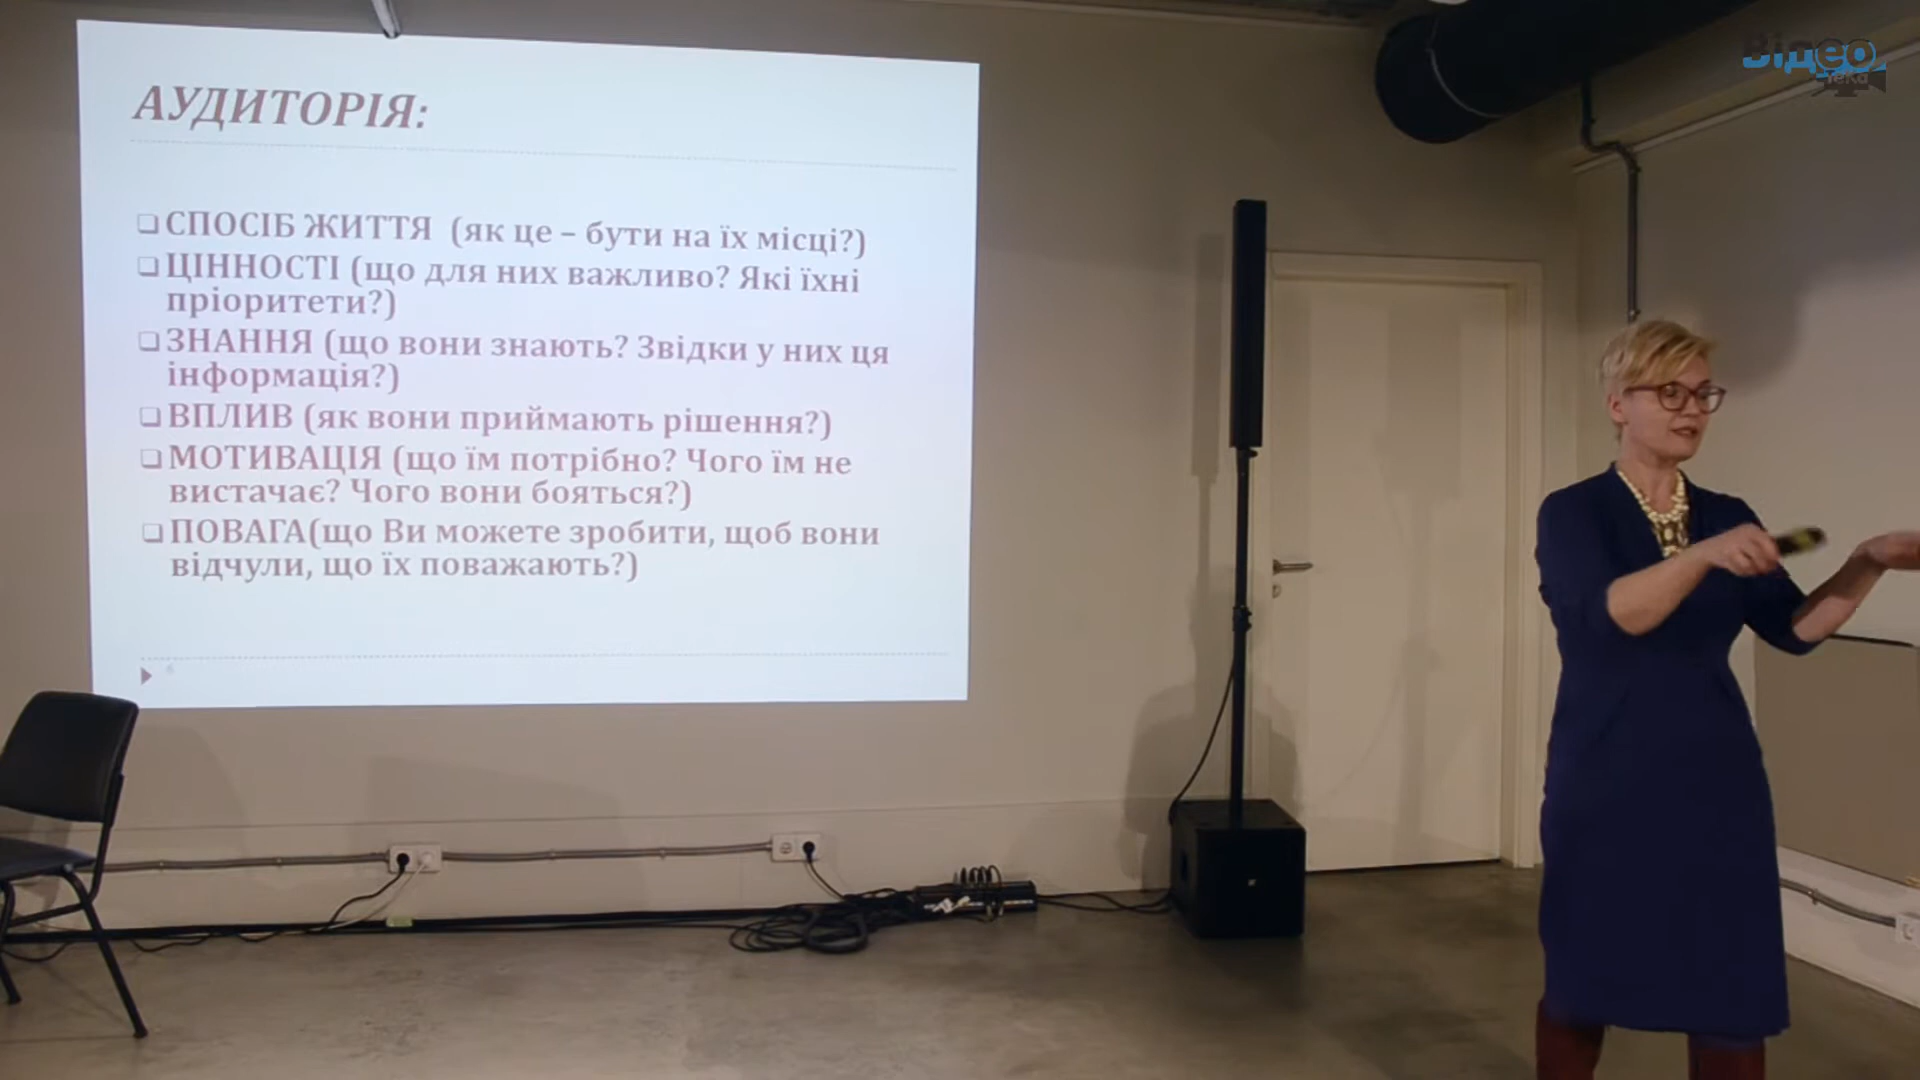 Відео
тека
АУДИТОРІЯ:
СПОСІБ ЖИТТЯ (як це – бути на їх місці?)
ЦІННОСТІ (що для них важливо? Які їхні
пріоритети?)
ЗНАННЯ (що вони знають? Звідки у них ця
інформація?)
ВПЛИВ (як вони приймають рішення?)
МОТИВАЦІЯ (що їм потрібно? Чого їм не
вистачає? Чого вони бояться?)
ПОВАГА(що Ви можете зробити, щоб вони
відчули, що їх поважають?)
6